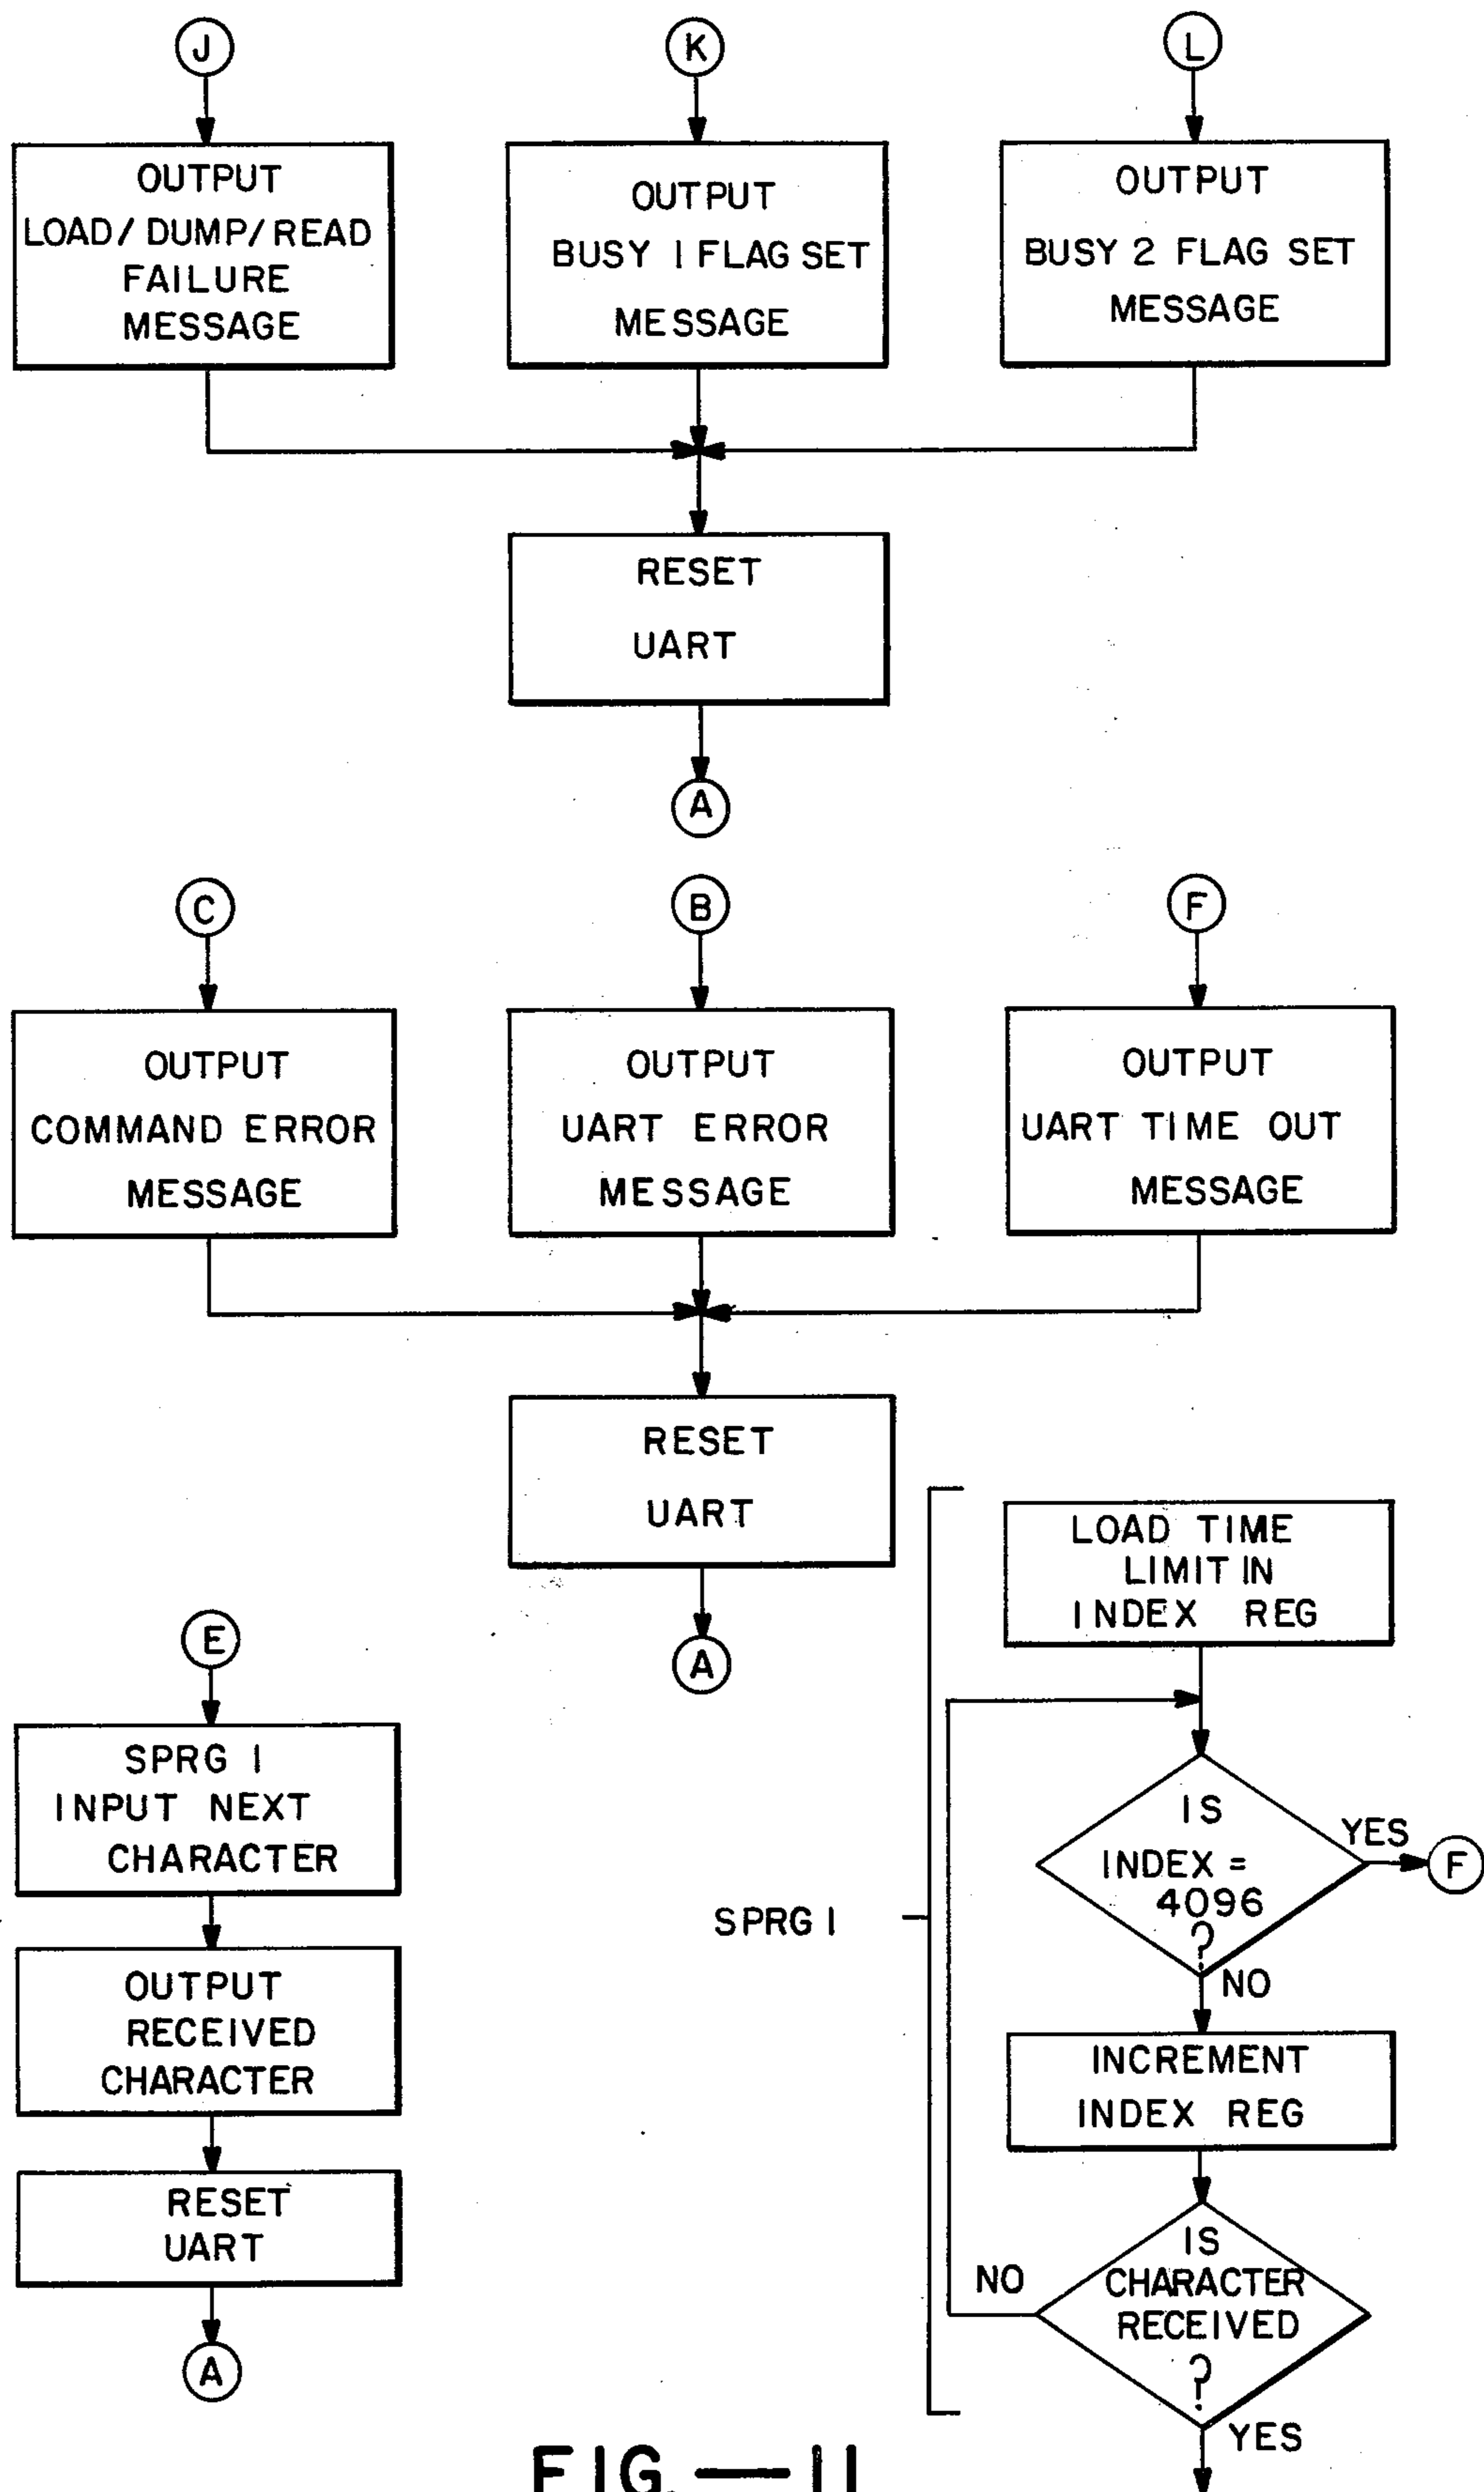 J
OUTPUT
LOAD/DUMP/READ
FAILURE
MESSAGE
K
OUTPUT
BUSY 1 FLAG SET
MESSAGE
L
OUTPUT
BUSY 2 FLAG SET
MESSAGE
RESET
UART
A
C
OUTPUT
COMMAND ERROR
MESSAGE
B
OUTPUT
UART ERROR
MESSAGE
F
OUTPUT
UART TIME OUT
MESSAGE
RESET
UART
A
E
SPRG 1
INPUT NEXT
CHARACTER
OUTPUT
RECEIVED
CHARACTER
RESET
UART
A
SPRG 1
LOAD TIME
LIMIT IN
INDEX REG
IS
INDEX =
4096
?
YES
F
NO
INCREMENT
INDEX REG
IS
CHARACTER
RECEIVED
?
NO
YES
FIG.—11